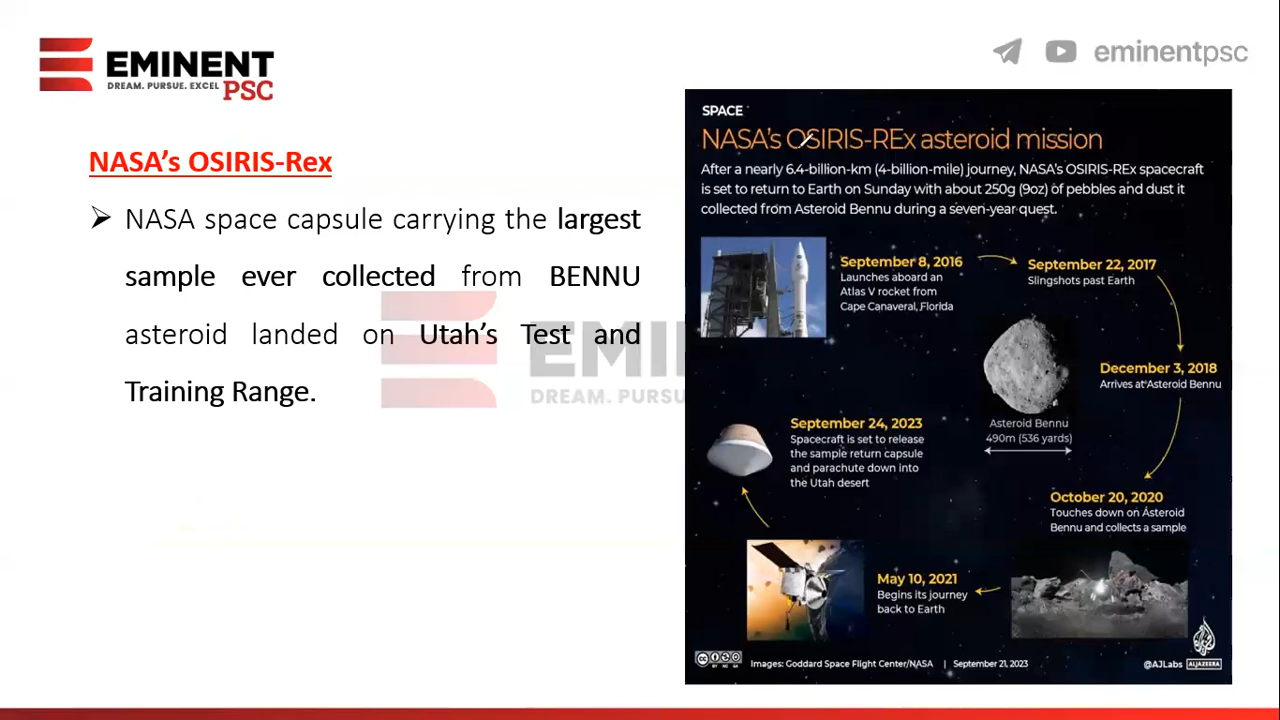 EMINENT
DREAM. PURSUE. EXCEL
PSC
eminentpsc
NASA's OSIRIS-Rex
NASA space capsule carrying the largest
sample ever collected from BENNU
asteroid landed on Utah's Test and
Training Range.
EMI
DREAM. PURSU
SPACE
NASA's OSIRIS-REx asteroid mission
After a nearly 6.4-billion-km (4-billion-mile) journey, NASA's OSIRIS-REx spacecraft
is set to return to Earth on Sunday with about 250g (9oz) of pebbles and dust it
collected from Asteroid Bennu during a seven-year quest.
September 8, 2016
Launches aboard an
Atlas V rocket from
Cape Canaveral, Florida
September 22, 2017
Slingshots past Earth
December 3, 2018
Arrives at Asteroid Bennu
Asteroid Bennu
490m (536 yards)
October 20, 2020
Touches down on Asteroid
Bennu and collects a sample
May 10, 2021
Begins its journey
back to Earth
September 24, 2023
Spacecraft is set to release
the sample return capsule
and parachute down into
the Utah desert
Images: Goddard Space Flight Center/NASA | September 21, 2023
@AJLabs
ALJAZEERA